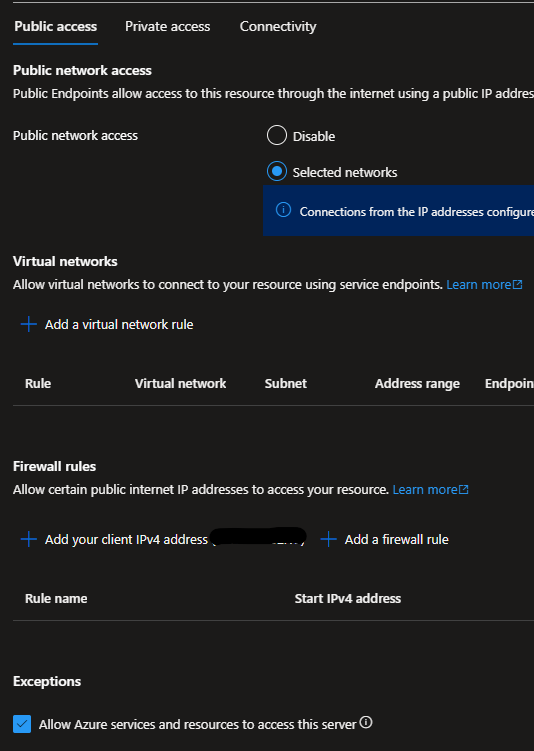 Public access Private access Connectivity
Public network access
Public Endpoints allow access to this resource through the internet using a public IP
Public network access
Disable
Selected networks
Connections from the IP addresses
Virtual networks
Allow virtual networks to connect to your resource using service endpoints. Learn more
Add a virtual network rule
Rule Virtual network Subnet Address range
Firewall rules
Allow certain public internet IP addresses to access your resource. Learn more
Add your client IPv4 address ( Add a firewall rule
Rule name Start IPv4 address
Exceptions
Allow Azure services and resources to access this server